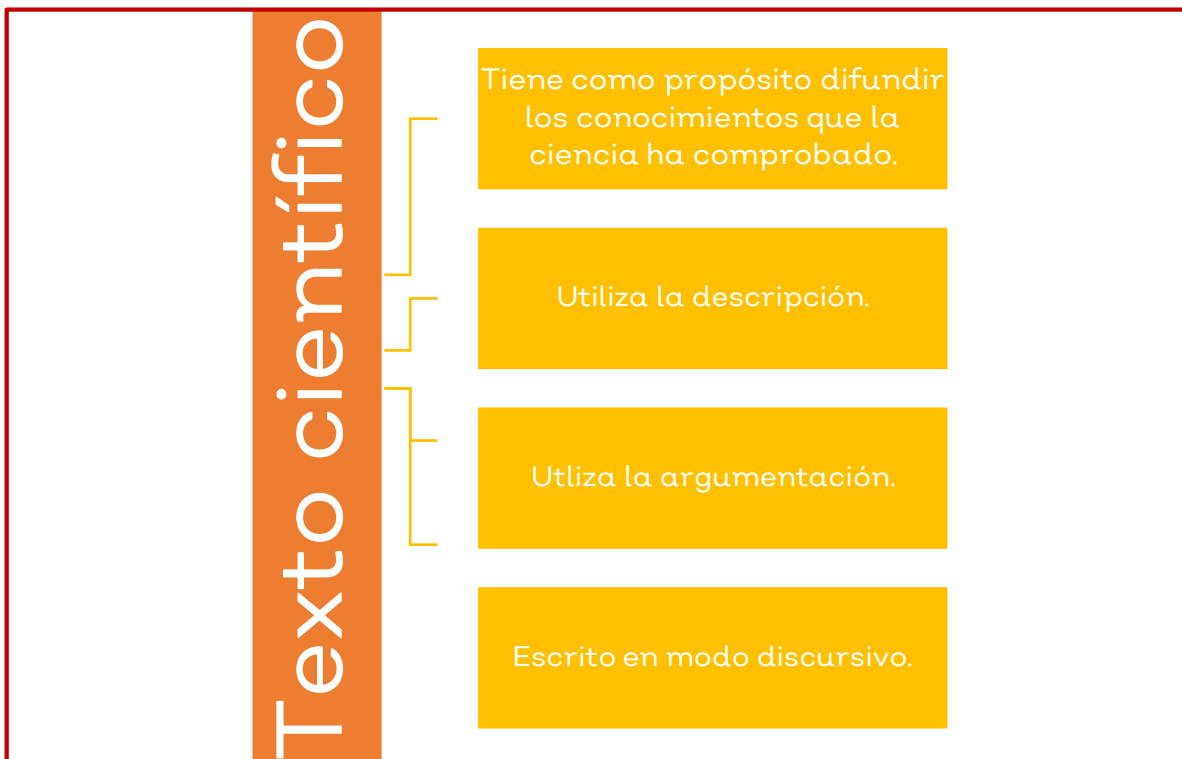 Texto científico
Tiene como propósito difundir
los conocimientos que la
ciencia ha comprobado.
Utiliza la descripción.
Utliza la argumentación.
Escrito en modo discursivo.